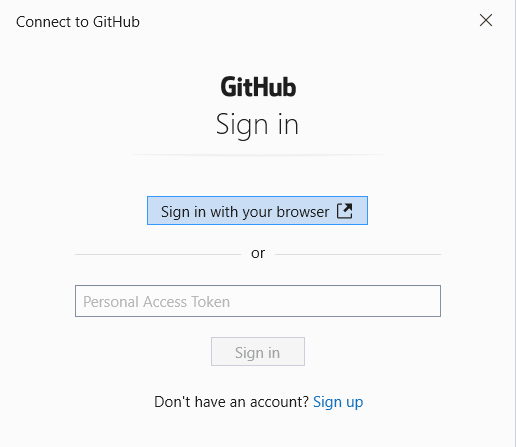 Connect to GitHub
GitHub
Sign in
Sign in with your browser
or
Personal Access Token
Sign in
Don't have an account? Sign up